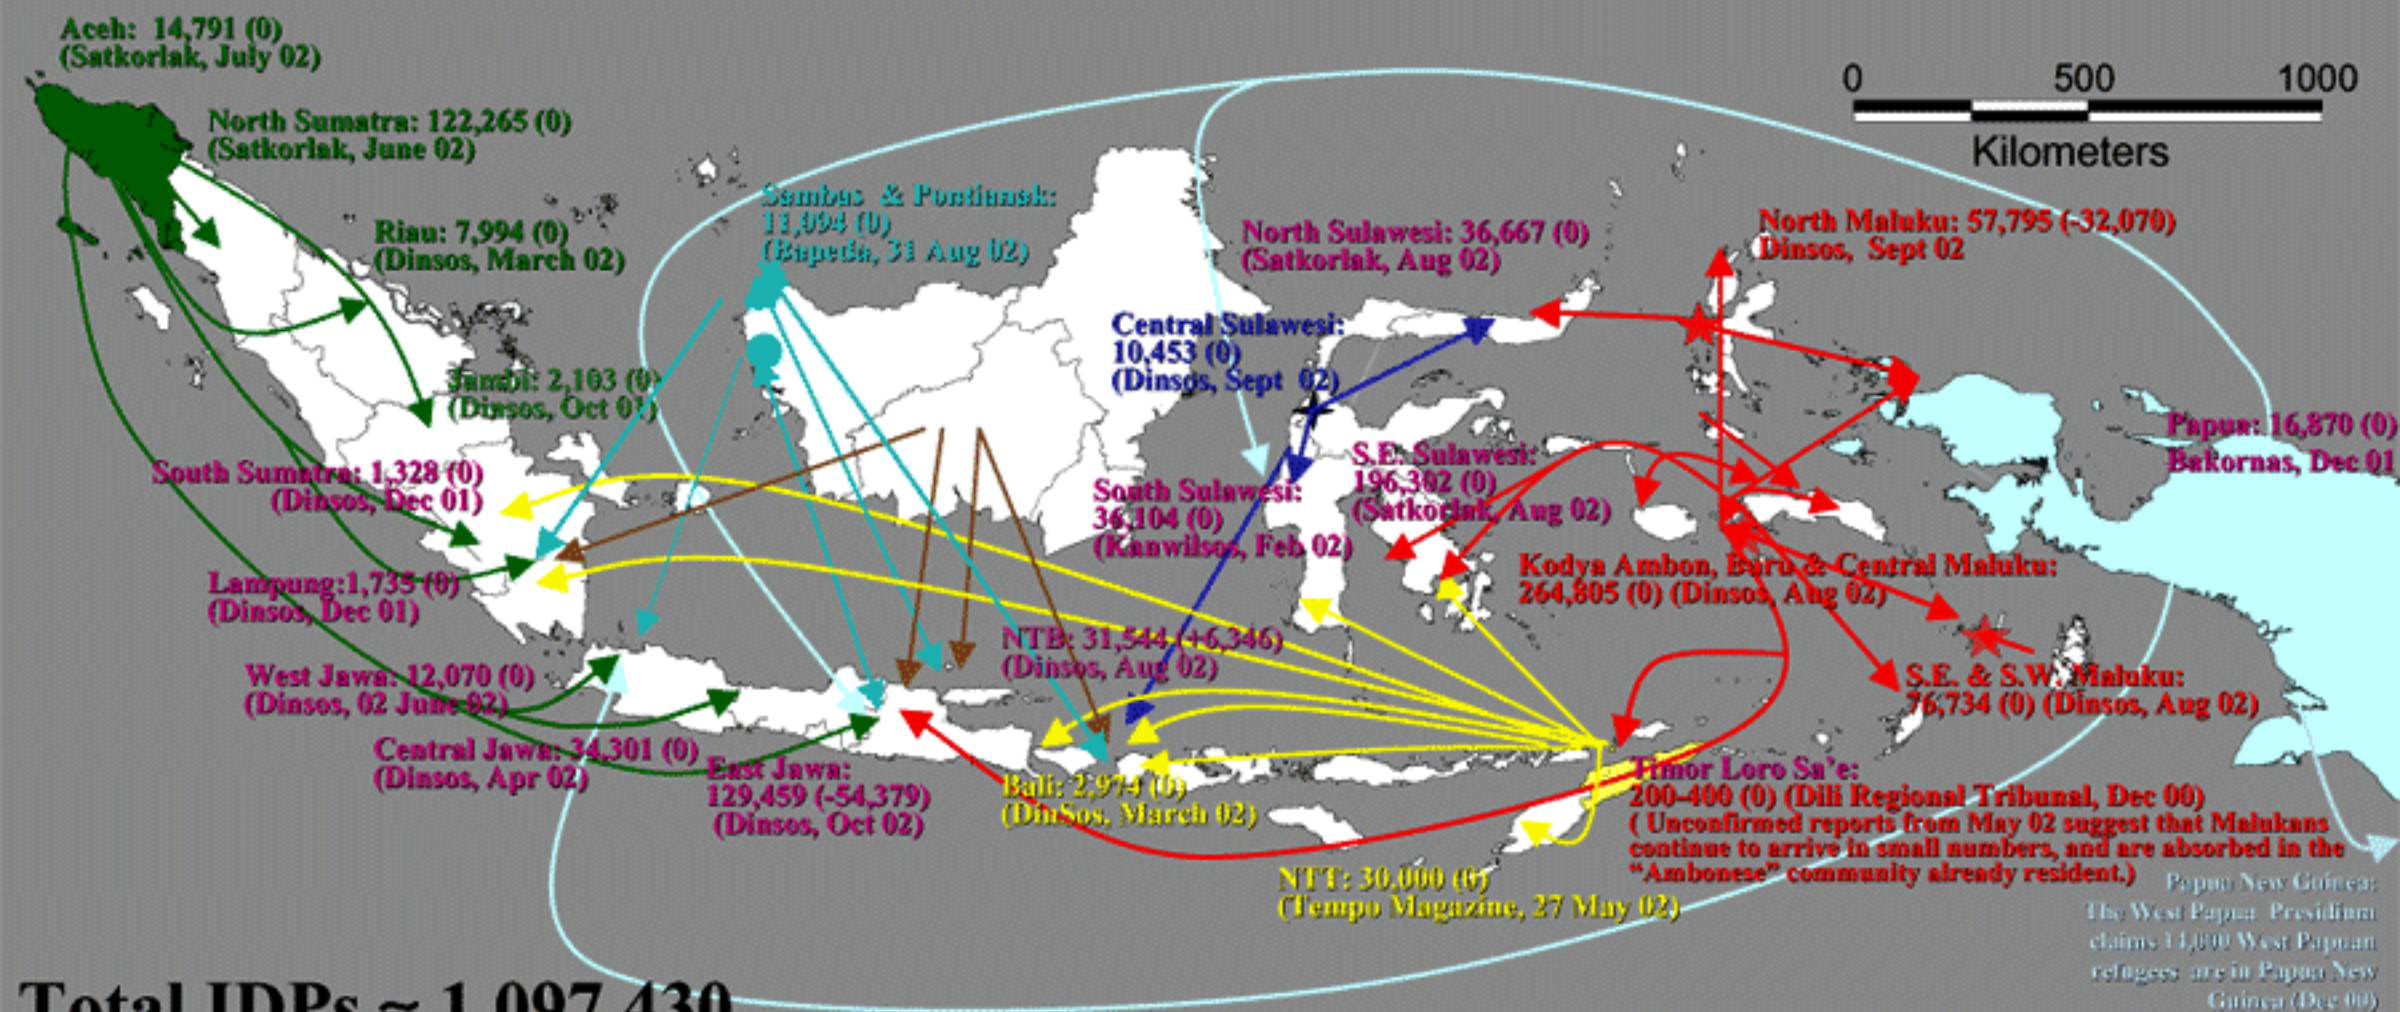 Aceh: 14,791 (0)
(Satkorlak, July 02)
North Sumatra: 122,265 (0)
(Satkorlak, June 02)
Riau: 7,994 (0)
(Dinsos, March 02)
Sambas & Pontianak:
11,094 (0)
(Bapeda, 31 Aug 02)
0 500 1000
Kilometers
North Sulawesi: 36,667 (0)
(Satkorlak, Aug 02)
North Maluku: 57,795 (-32,070)
Dinsos, Sept 02
Central Sulawesi:
10,453 (0)
(Dinsos, Sept 02)
Jambi: 2,103 (0)
(Dinsos, Oct 01)
Papua: 16,870 (0)
Bakornas, Dec 01
South Sumatra: 1,328 (0)
(Dinsos, Dec 01)
S.E. Sulawesi:
196,302 (0)
(Satkorlak, Aug 02)
South Sulawesi:
36,104 (0)
(Kanwilsos, Feb 02)
Lampung:1,735 (0)
(Dinsos, Dec 01)
Kodya Ambon, Buru & Central Maluku:
264,805 (0) (Dinsos, Aug 02)
NTB: 31,544 (+6,346)
(Dinsos, Aug 02)
West Jawa: 12,070 (0)
(Dinsos, 02 June 02)
S.E. & S.W. Maluku:
76,734 (0) (Dinsos, Aug 02)
Central Jawa: 34,301 (0)
(Dinsos, Apr 02)
East Jawa:
129,459 (-54,379)
(Dinsos, Oct 02)
Bali: 2,974 (0)
(DinSos, March 02)
Timor Loro Sa'e:
200-400 (0) (Dili Regional Tribunal, Dec 00)
( Unconfirmed reports from May 02 suggest that Malukans
continue to arrive in small numbers, and are absorbed in the
"Ambonese" community already resident.)
NTT: 30,000 (0)
(Tempo Magazine, 27 May 02)
Papua New Guinea:
The West Papua Presidium
claims West Papuan
refugees are in Papua New
Guinea (Dec 00)
Total IDPs ~ 1,097,430